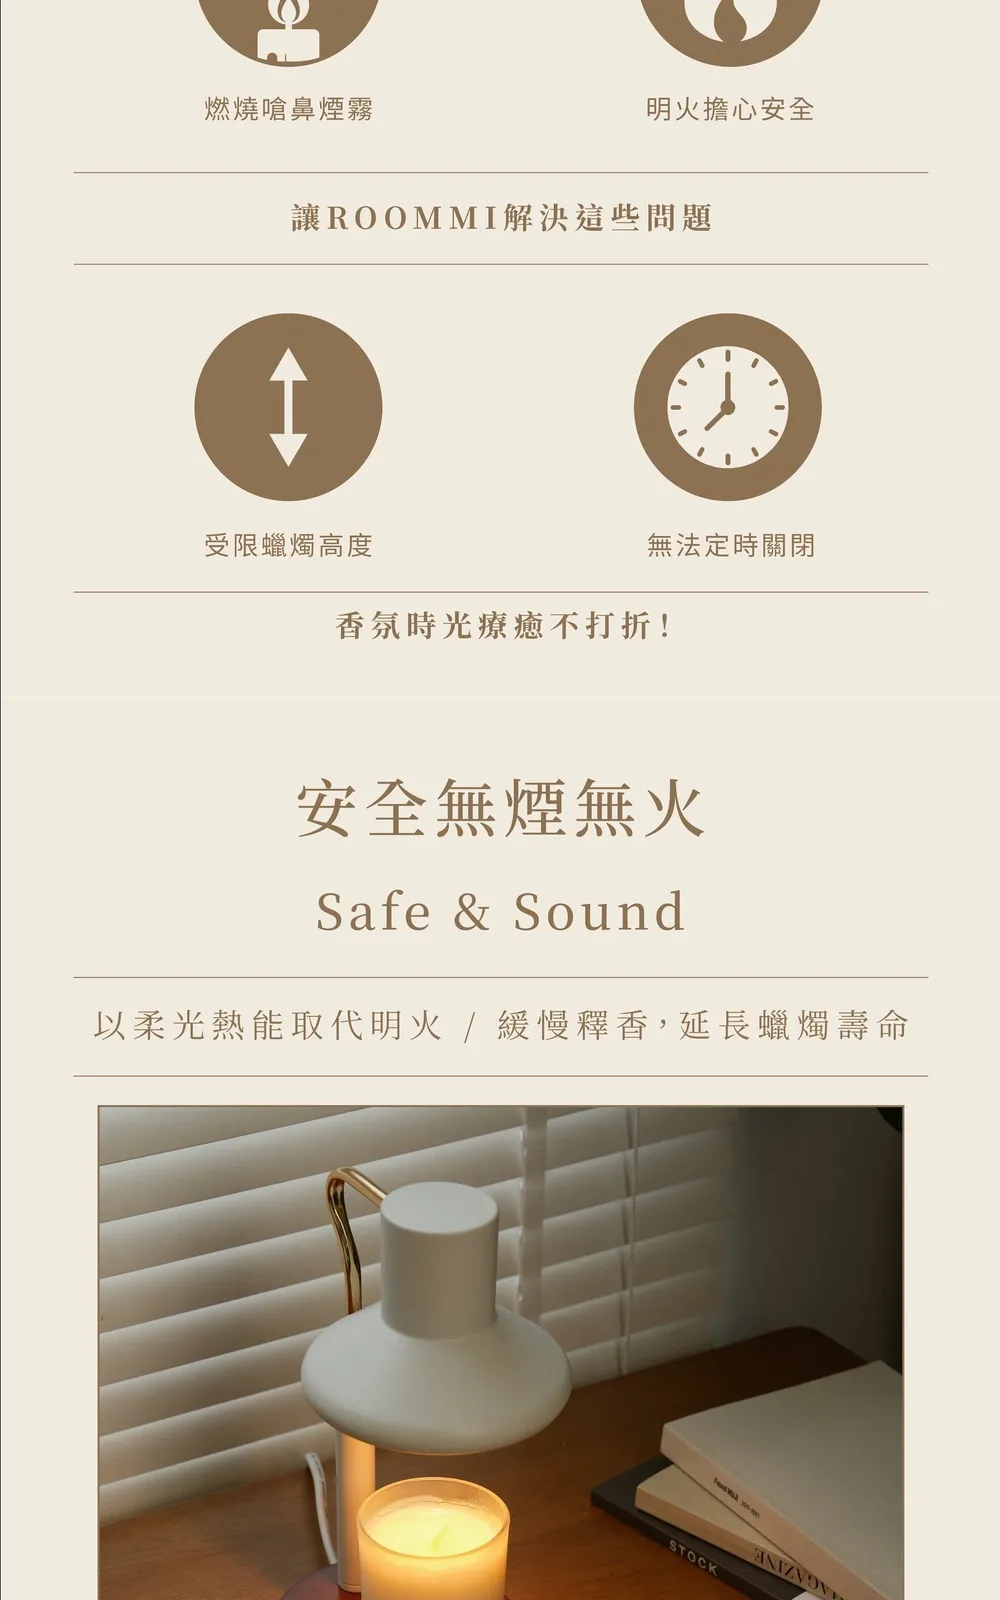 燃燒嗆鼻煙霧
明火擔心安全
讓ROOMMI解決這些問題
受限蠟燭高度
無法定時關閉
香氛時光療癒不打折！
安全無煙無火
Safe & Sound
以柔光熱能取代明火 / 緩慢釋香，延長蠟燭壽命
Found MUJI
STOCK
MAGAZINE